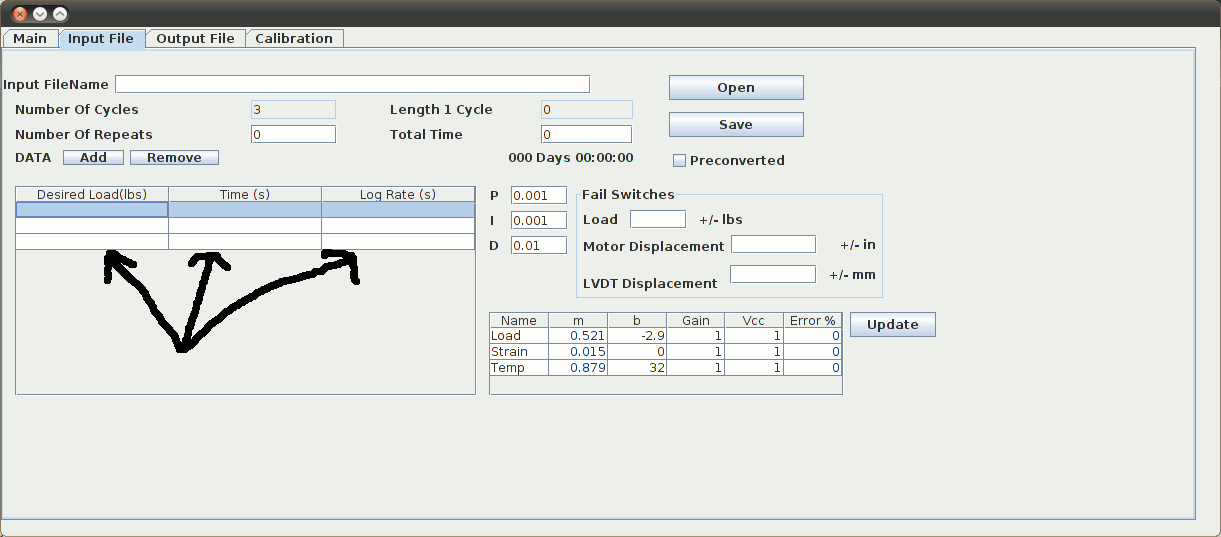 Main Input File Output File Calibration
Input FileName Open
Number Of Cycles 3 Length 1 Cycle 0
Save
Number Of Repeats 0 Total Time 0
DATA Add Remove 000 Days 00:00:00 Preconverted
Desired Load(lbs) Time (s) Log Rate (s)
P 0.001 Fail Switches
I 0.001 Load +/- lbs
D 0.01 Motor Displacement +/- in
LVDT Displacement +/- mm
Name m b Gain Vcc Error % Update
Load 0.521 -2.9 1 1 0
Strain 0.015 0 1 1 0
Temp 0.879 32 1 1 0